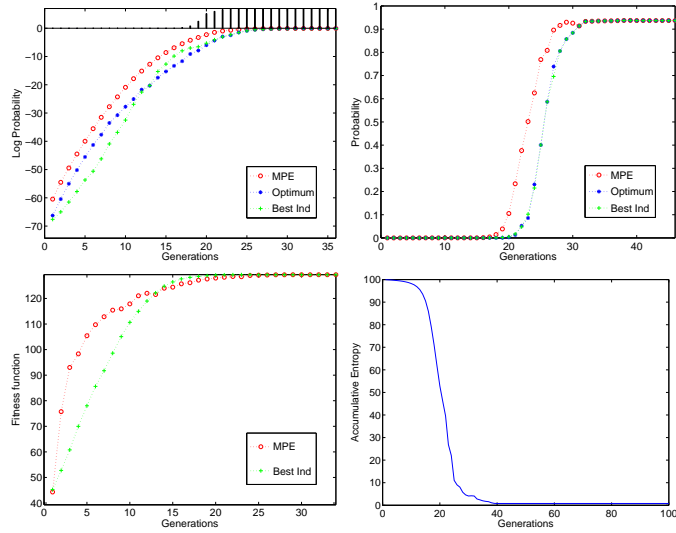 0
−10
−20
−30
−40
−50
−60
−70
Log Probability
MPE
Optimum
Best Ind
0 5 10 15 20 25 30 35
Generations
1
0.9
0.8
0.7
0.6
0.5
0.4
0.3
0.2
0.1
0
Probability
MPE
Optimum
Best Ind
0 10 20 30 40
Generations
120
110
100
90
80
70
60
50
40
Fitness function
MPE
Best Ind
0 5 10 15 20 25 30
Generations
100
90
80
70
60
50
40
30
20
10
0
Accumulative Entropy
0 20 40 60 80 100
Generations